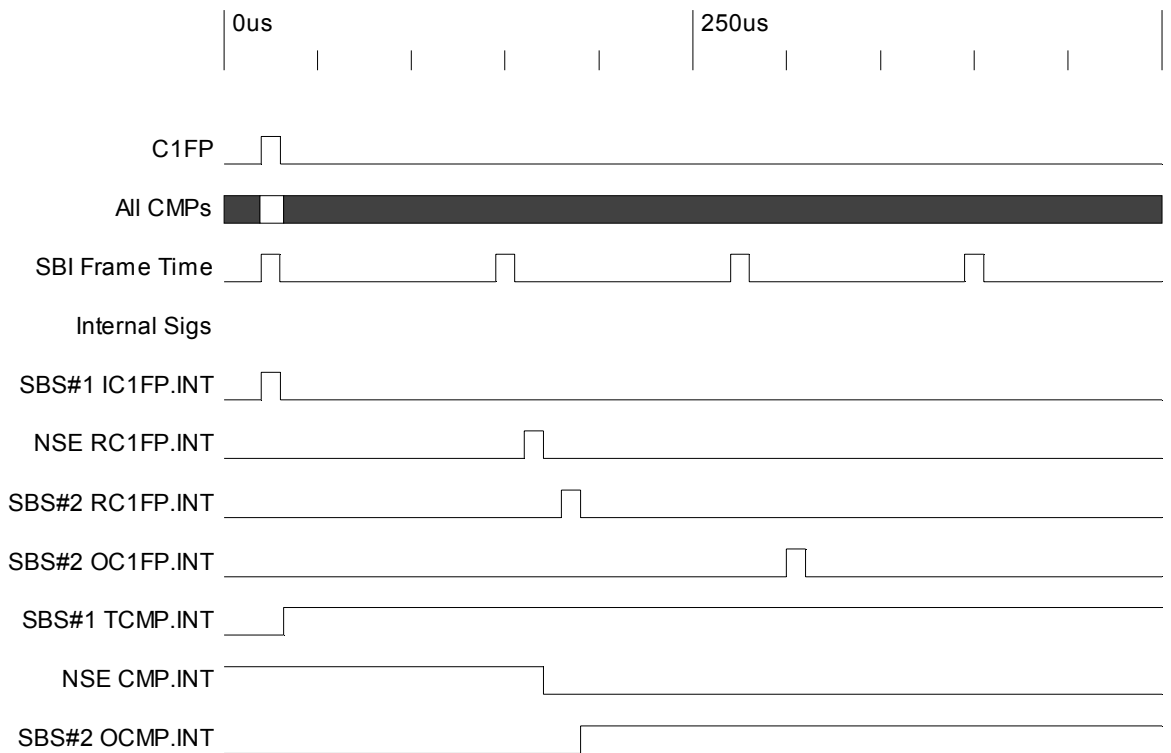 0us
250us
C1FP
All CMPs
SBI Frame Time
Internal Sigs
SBS#1 IC1FP.INT
NSE RC1FP.INT
SBS#2 RC1FP.INT
SBS#2 OC1FP.INT
SBS#1 TCMP.INT
NSE CMP.INT
SBS#2 OCMP.INT